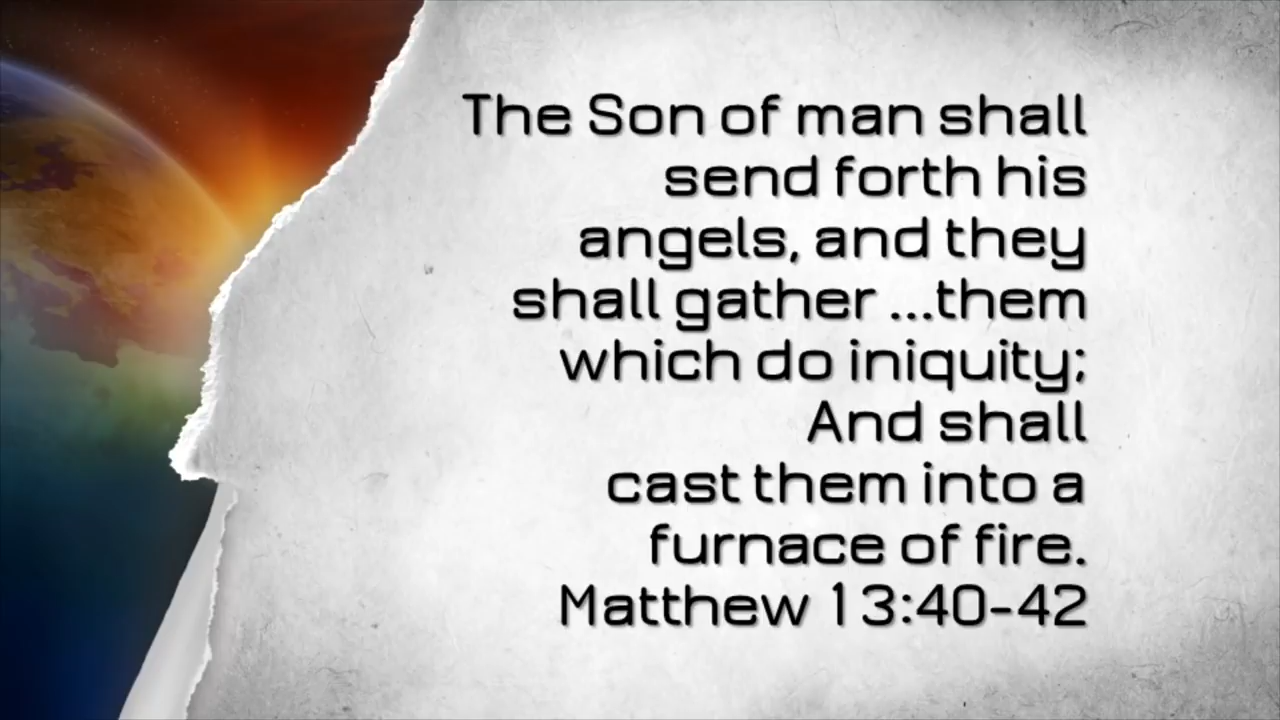 The Son of man shall
send forth his
angels, and they
shall gather ...them
which do iniquity;
And shall
cast them into a
furnace of fire.
Matthew 13:40-42